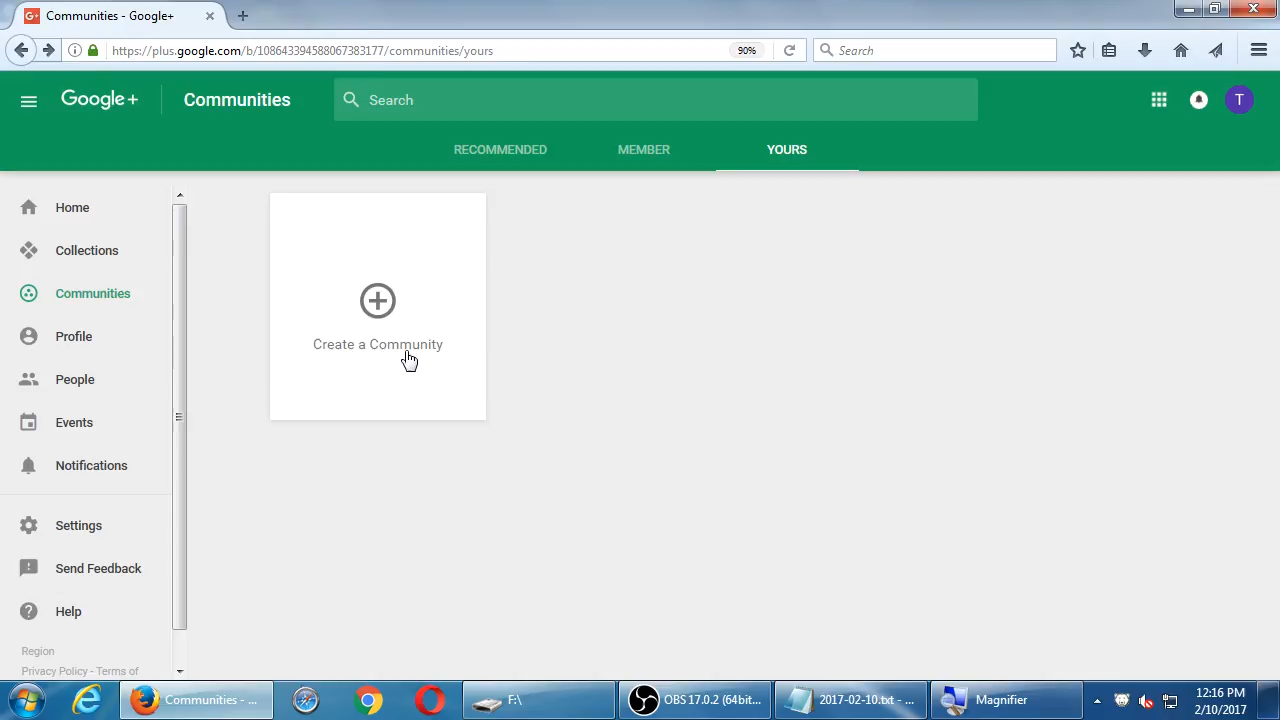 Communities - Google+
https://plus.google.com/b/108643394588067383177/communities/yours
90%
Search
Google+
Communities
Search
RECOMMENDED
MEMBER
YOURS
Home
Collections
Communities
Profile
People
Events
Notifications
Settings
Send Feedback
Help
Region
Privacy Policy - Terms of
Create a Community
T
Communities - ...
F:\
OBS 17.0.2 (64bit...
2017-02-10.txt - ...
Magnifier
12:16 PM
2/10/2017